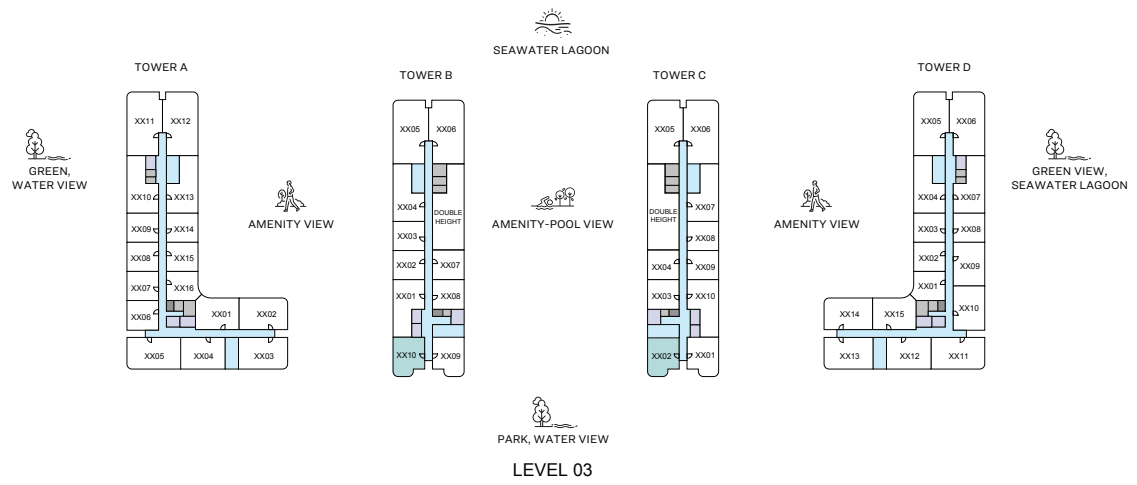 SEAWATER LAGOON
TOWER A
TOWER B
TOWER C
TOWER D
XX11 XX12
XX10 XX13
XX09 XX14
XX08 XX15
XX07 XX16
XX06 XX01 XX02
XX05 XX04 XX03
XX05 XX06
XX04 DOUBLE
HEIGHT
XX03
XX02 XX07
XX01 XX08
XX10 XX09
XX05 XX06
XX07
DOUBLE
HEIGHT
XX08
XX04 XX09
XX03 XX10
XX02 XX01
XX05 XX06
XX04 XX07
XX03 XX08
XX02 XX09
XX01
XX10
XX14 XX15
XX13 XX12 XX11
GREEN,
WATER VIEW
AMENITY VIEW
AMENITY-POOL VIEW
AMENITY VIEW
GREEN VIEW,
SEAWATER LAGOON
PARK, WATER VIEW
LEVEL 03